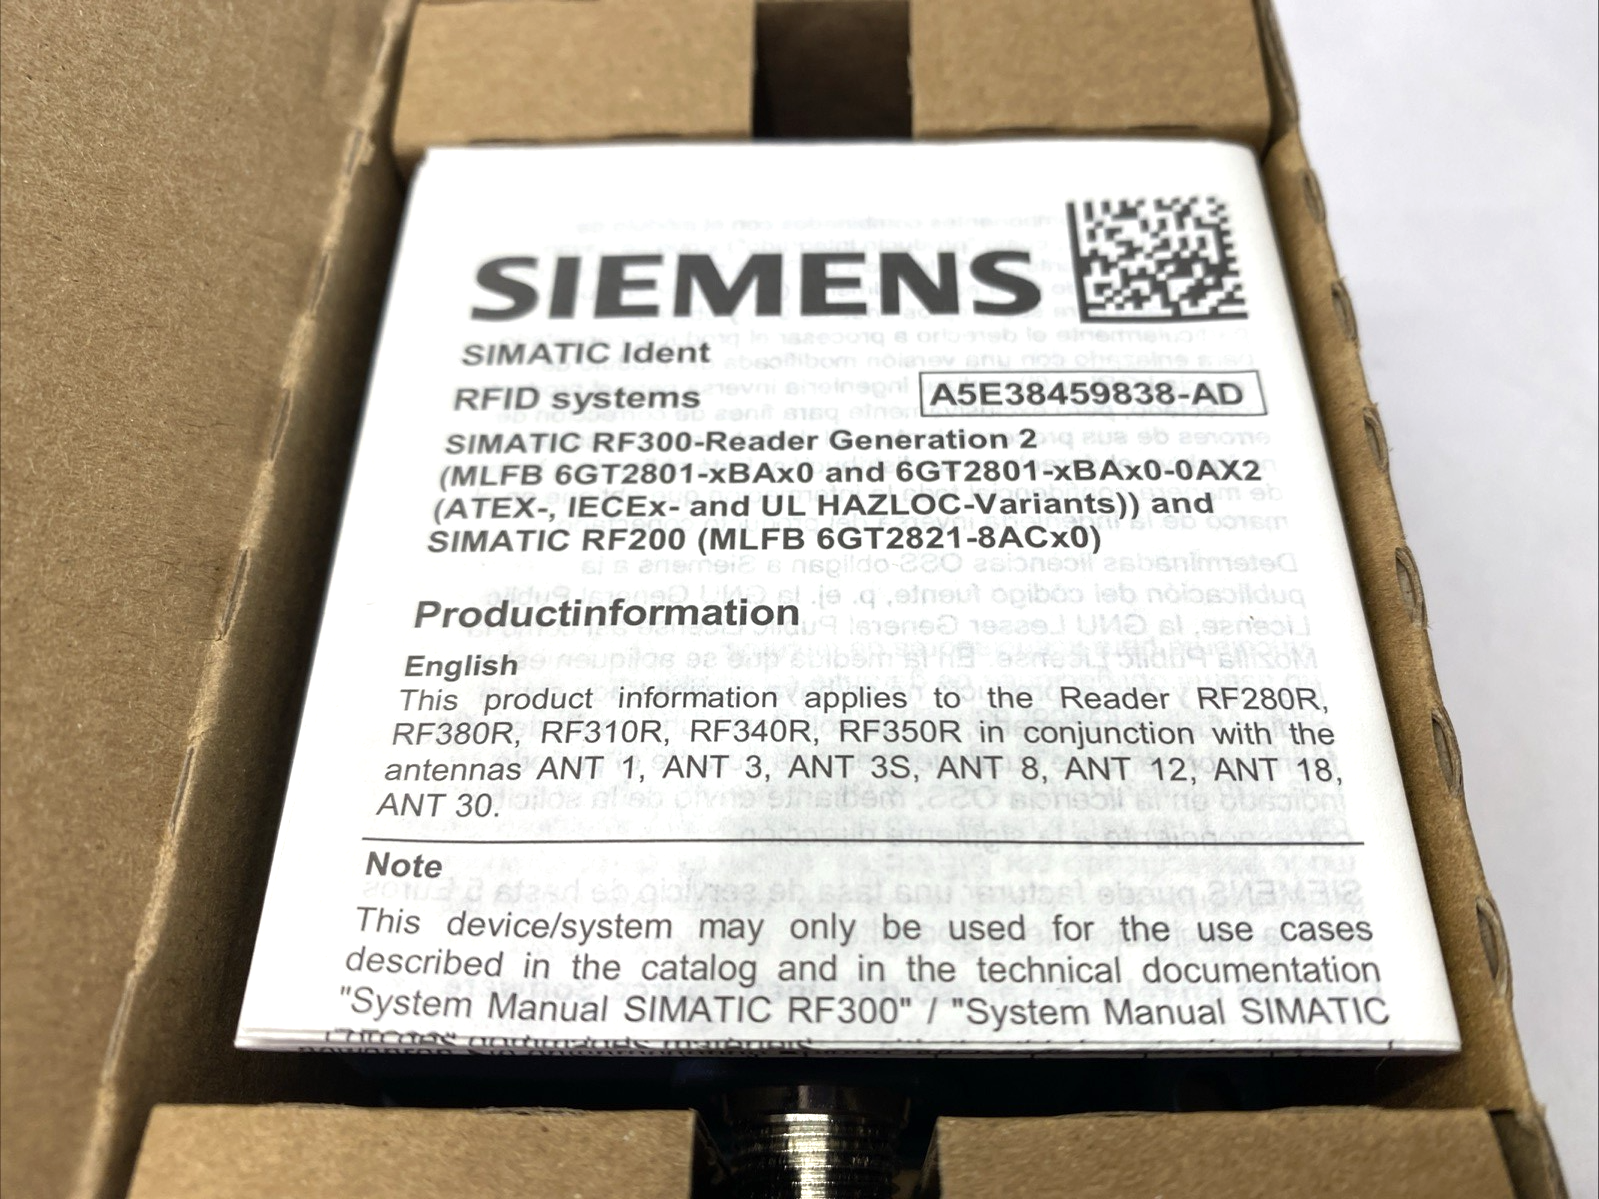 SIEMENS
SIMATIC Ident
RFID systems
A5E38459838-AD
SIMATIC RF300-Reader Generation 2
(MLFB 6GT2801-xBAx0 and 6GT2801-xBAx0-0AX2
(ATEX-, IECEx- and UL HAZLOC-Variants)) and
SIMATIC RF200 (MLFB 6GT2821-8ACx0)
Productinformation
English
This product information applies to the Reader RF280R,
RF380R, RF310R, RF340R, RF350R in conjunction with the
antennas ANT 1, ANT 3, ANT 3S, ANT 8, ANT 12, ANT 18,
ANT 30.
Note
This device/system may only be used for the use cases
described in the catalog and in the technical documentation
"System Manual SIMATIC RF300" / "System Manual SIMATIC